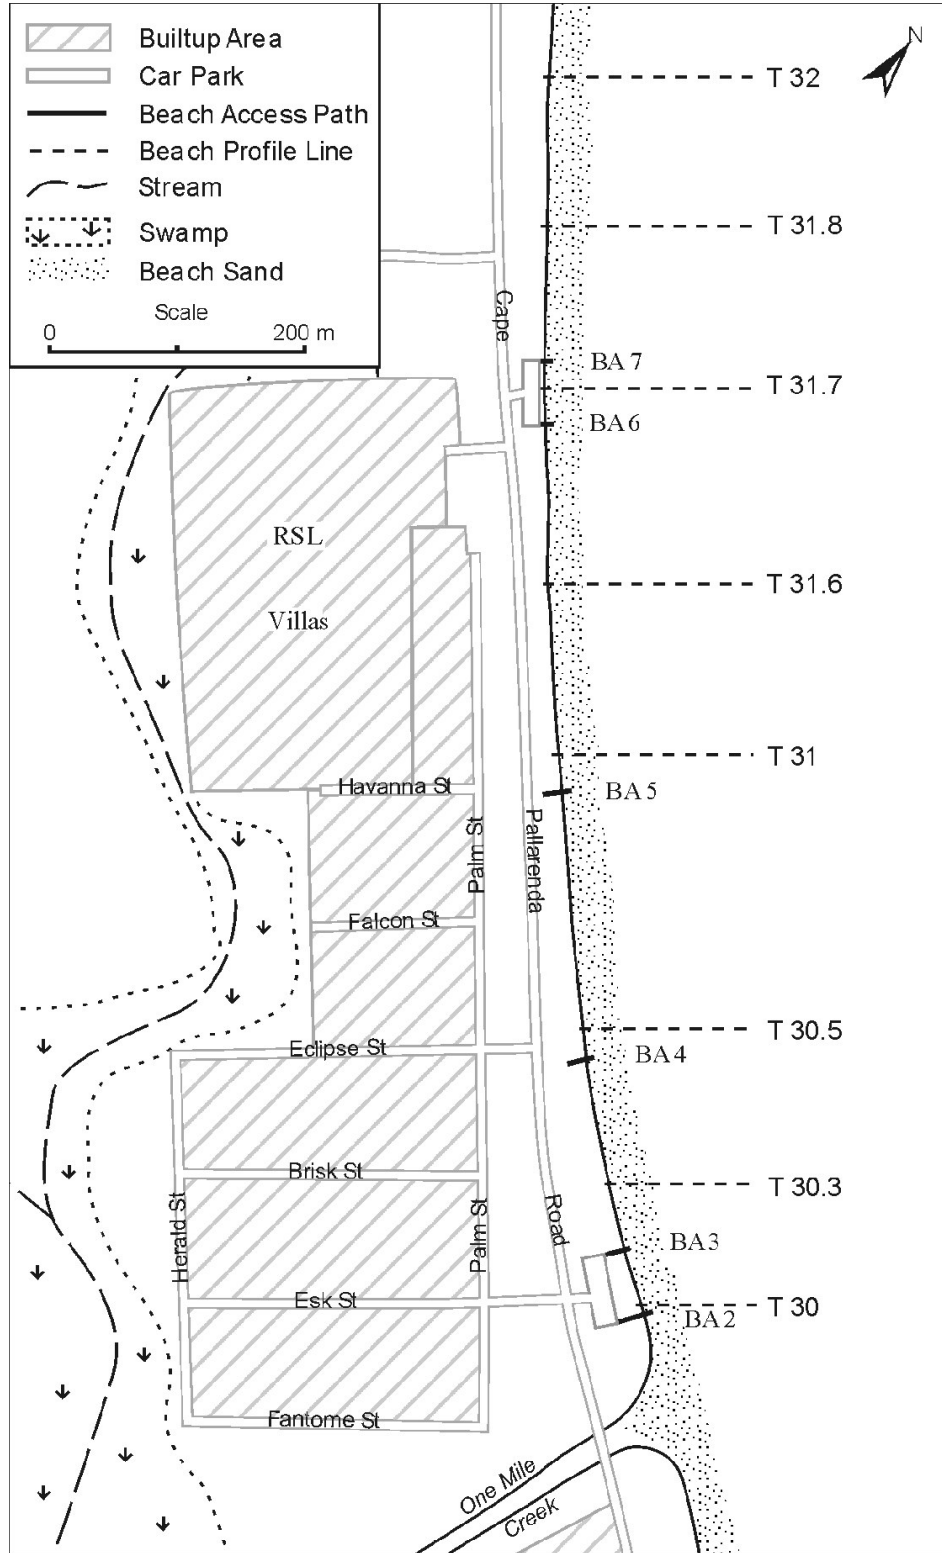 Builtup Area
Car Park
Beach Access Path
Beach Profile Line
Stream
Swamp
Beach Sand
Scale
0 200 m
N
T 32
T 31.8
Cape
BA 7
T 31.7
BA 6
RSL
T 31.6
Villas
T 31
Havanna St
BA 5
Palm St
Pallarenda
Falcon St
T 30.5
Eclipse St
BA 4
Brisk St
T 30.3
Herald St
Palm St
Road
BA 3
Esk St
T 30
BA 2
Fantome St
One Mile
Creek